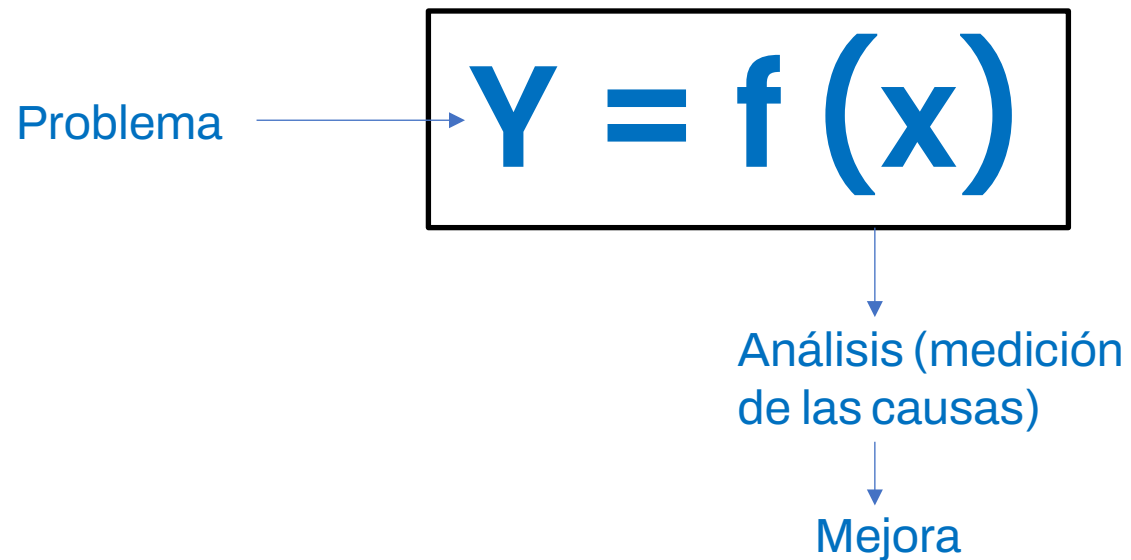 Problema
Y = f (x)
Análisis (medición
de las causas)
Mejora